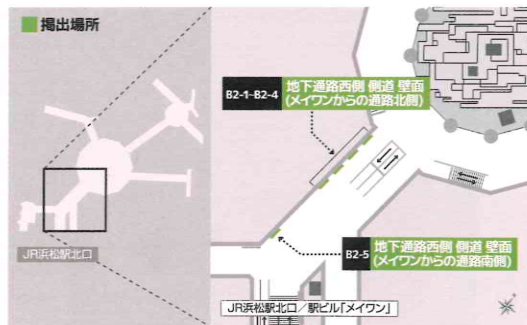 掲出場所
B2-1~B2-4
地下通路西側 側道 壁面
(メイワンからの通路北側)
JR浜松駅北口
B2-5
地下通路西側 側道 壁面
(メイワンからの通路南側)
JR浜松駅北口/駅ビル「メイワン」